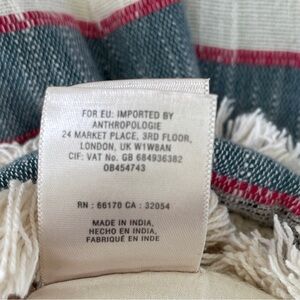 FOR EU: IMPORTED BY
ANTHROPOLOGIE
24 MARKET PLACE, 3RD FLOOR,
LONDON, UK W1W8AN
CIF: VAT No. GB 684936382
0B454743
RN : 66170 CA : 32054
MADE IN INDIA,
HECHO EN INDIA,
FABRIQUÉ EN INDE